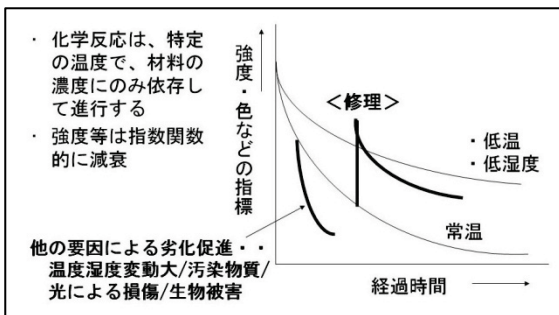 ・ 化学反応は、特定
の温度で、材料の
濃度にのみ依存し
て進行する
・ 強度等は指数関数
的に減衰
強度・色などの指標
＜修理＞
・低温
・低湿度
常温
他の要因による劣化促進・・
温度湿度変動大/汚染物質/
光による損傷/生物被害
経過時間